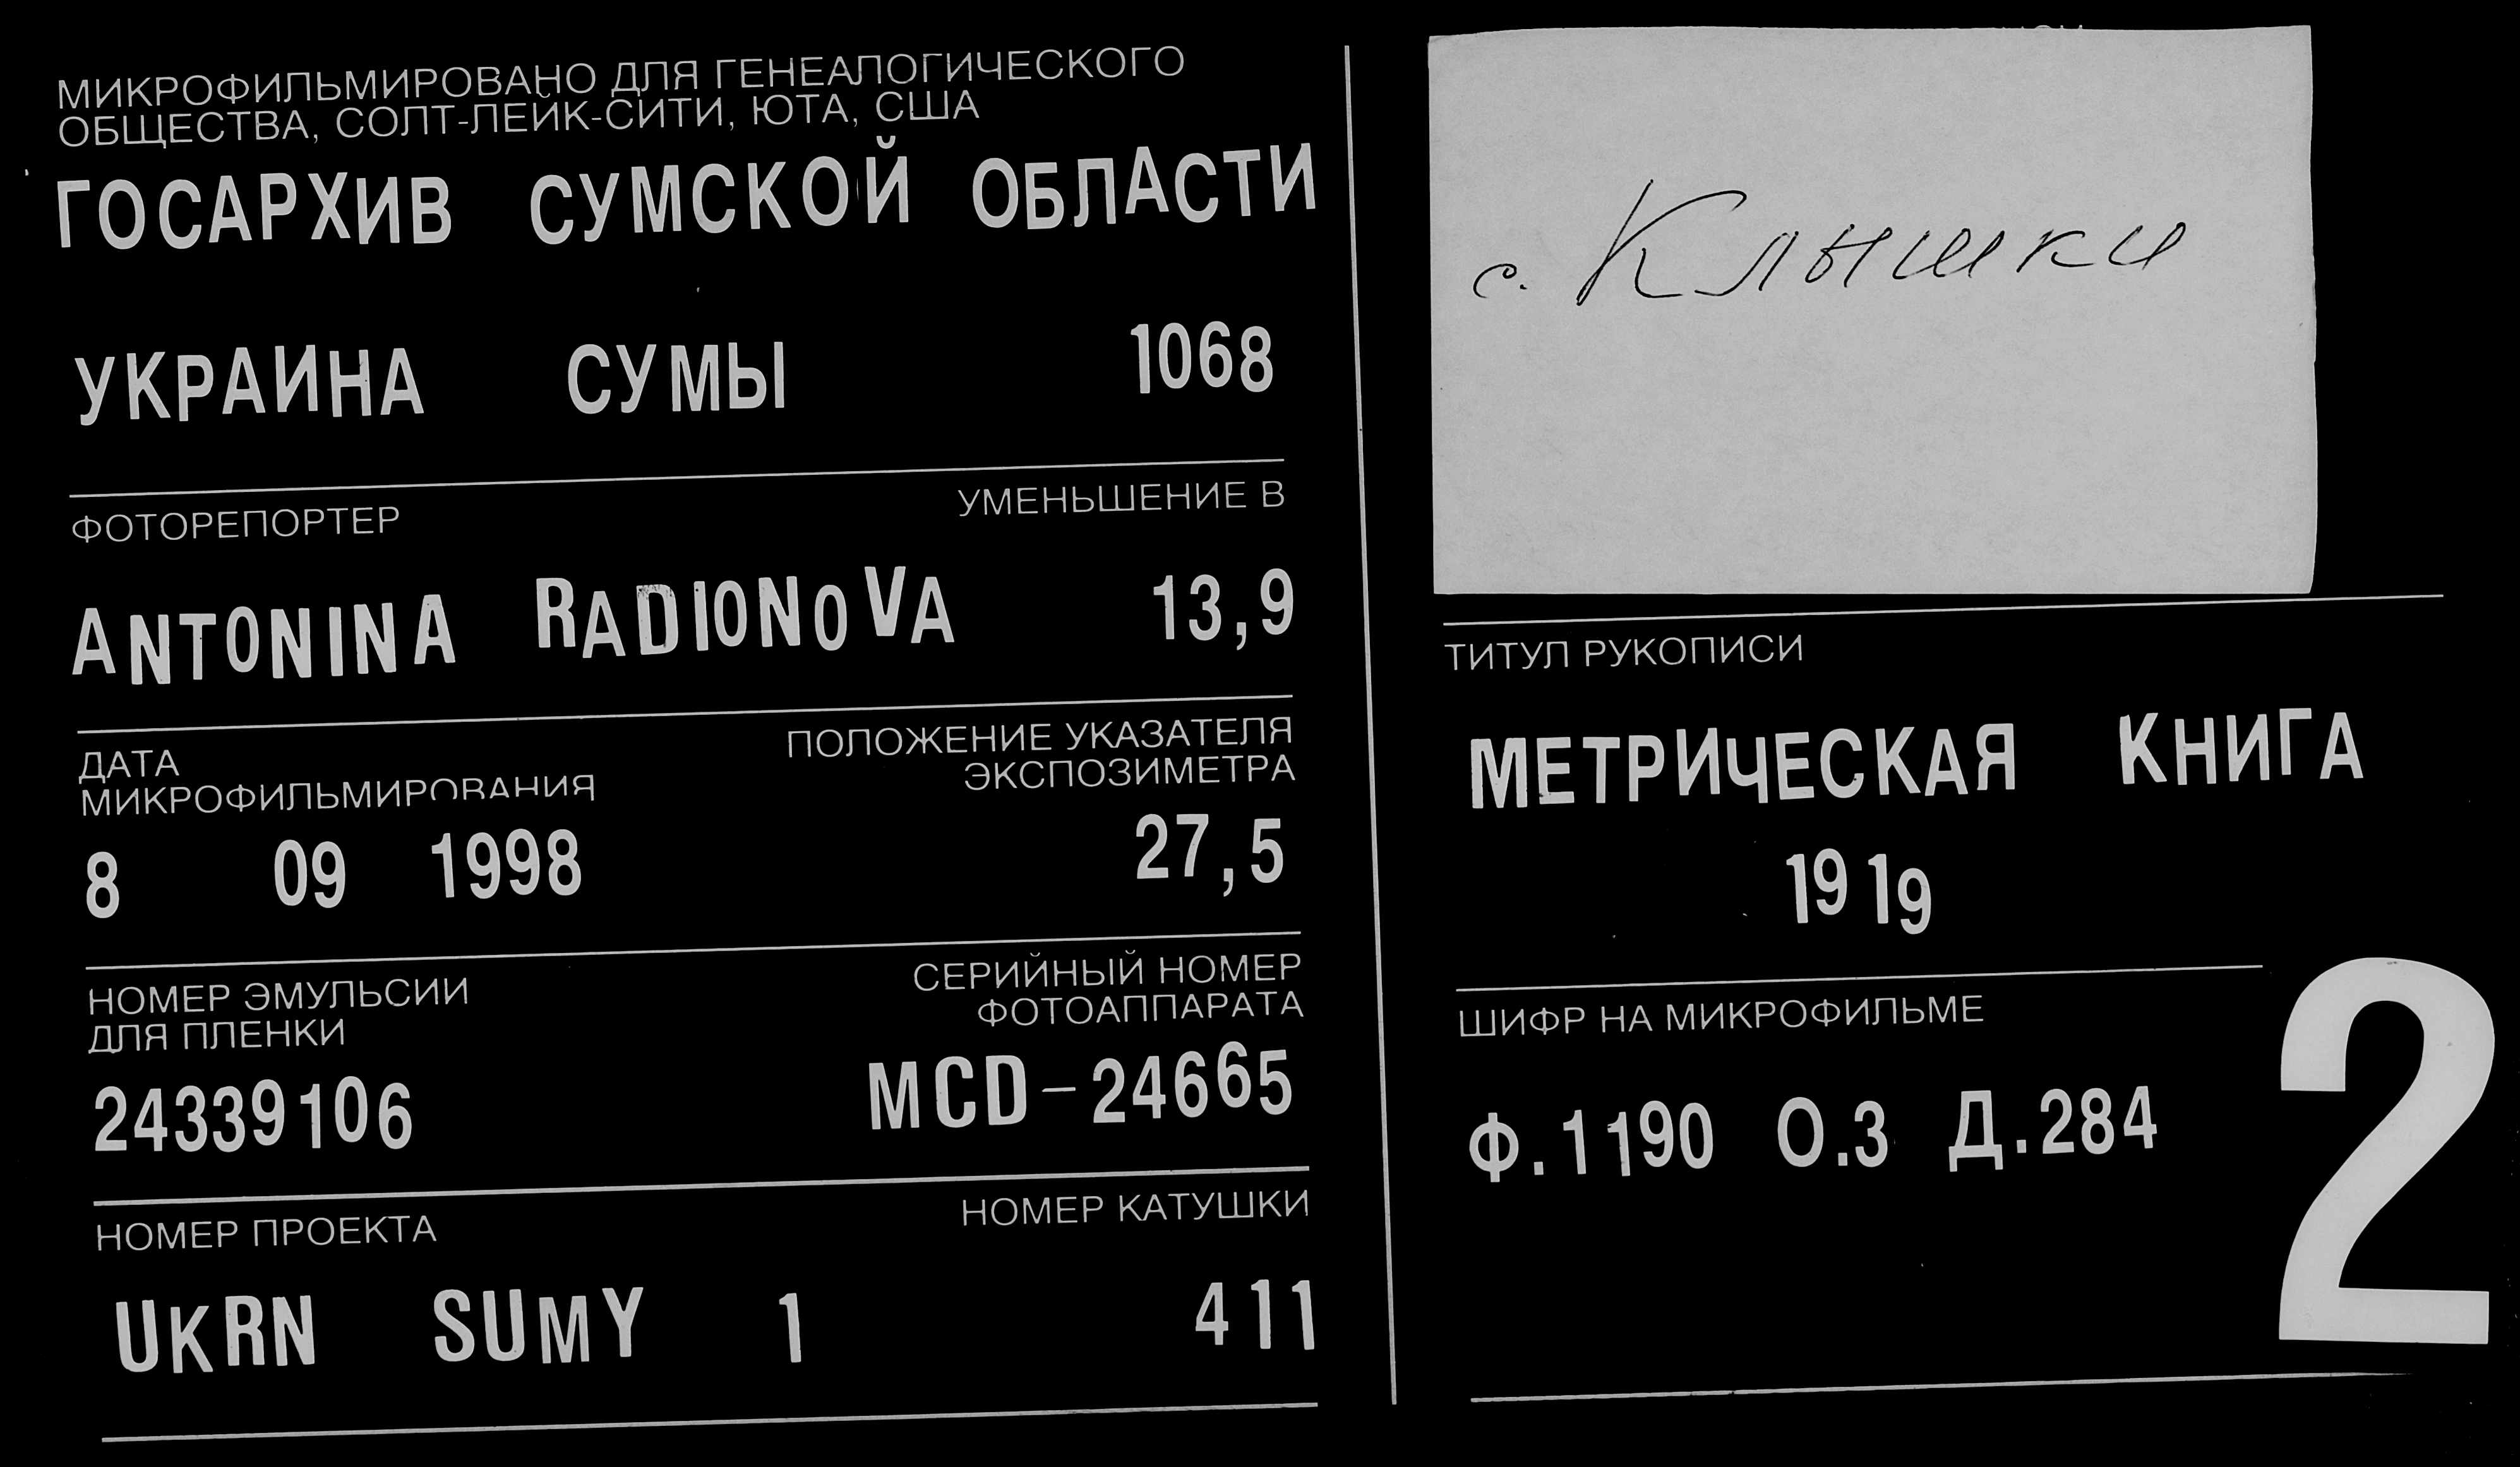 МИКРОФИЛЬМИРОВАНО ДЛЯ ГЕНЕАЛОГИЧЕСКОГО
ОБЩЕСТВА, СОЛТ-ЛЕЙК-СИТИ, ЮТА, США
ГОСАРХИВ СУМСКОЙ ОБЛАСТИ
УКРАИНА СУМЫ 1068
ФОТОРЕПОРТЕР УМЕНЬШЕНИЕ В
ANTONINA RADIONOVA 13,9
ДАТА
МИКРОФИЛЬМИРОВАНИЯ
ПОЛОЖЕНИЕ УКАЗАТЕЛЯ
ЭКСПОЗИМЕТРА
8 09 1998 27,5
НОМЕР ЭМУЛЬСИИ
ДЛЯ ПЛЕНКИ
СЕРИЙНЫЙ НОМЕР
ФОТОАППАРАТА
24339106 MCD-24665
НОМЕР ПРОЕКТА НОМЕР КАТУШКИ
UKRN SUMY 1 411
с. Клышки
ТИТУЛ РУКОПИСИ
МЕТРИЧЕСКАЯ КНИГА
1919
ШИФР НА МИКРОФИЛЬМЕ
Ф.1190 О.3 Д.284
2